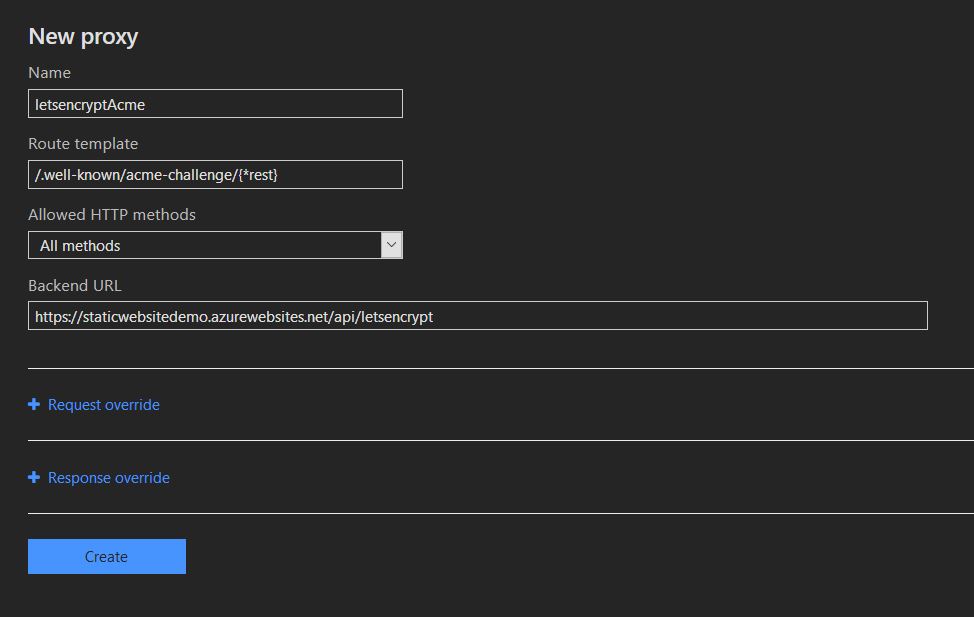 New proxy
Name
letsencryptAcme
Route template
/.well-known/acme-challenge/{*rest}
Allowed HTTP methods
All methods
Backend URL
https://staticwebsitedemo.azurewebsites.net/api/letsencrypt
Request override
Response override
Create